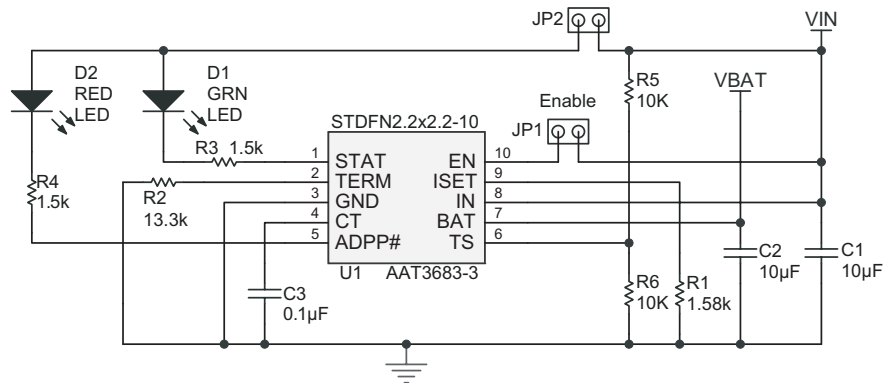 JP2
VIN
D2
RED
LED
D1
GRN
LED
R5
10K
VBAT
Enable
JP1
STDFN2.2x2.2-10
R3 1.5k
R4
1.5k
R2
13.3k
1 STAT
2 TERM
3 GND
4 CT
5 ADPP#
EN 10
ISET 9
IN 8
BAT 7
TS 6
U1 AAT3683-3
C3
0.1µF
R6
10K
R1
1.58k
C2
10µF
C1
10µF